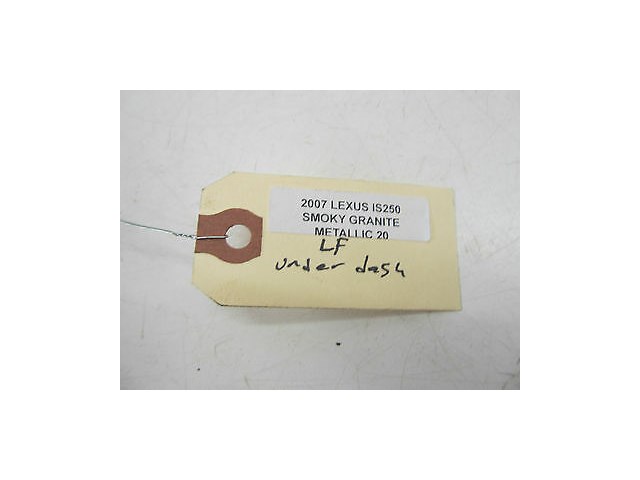 2007 LEXUS IS250
SMOKY GRANITE
METALLIC 20
LF
under dash